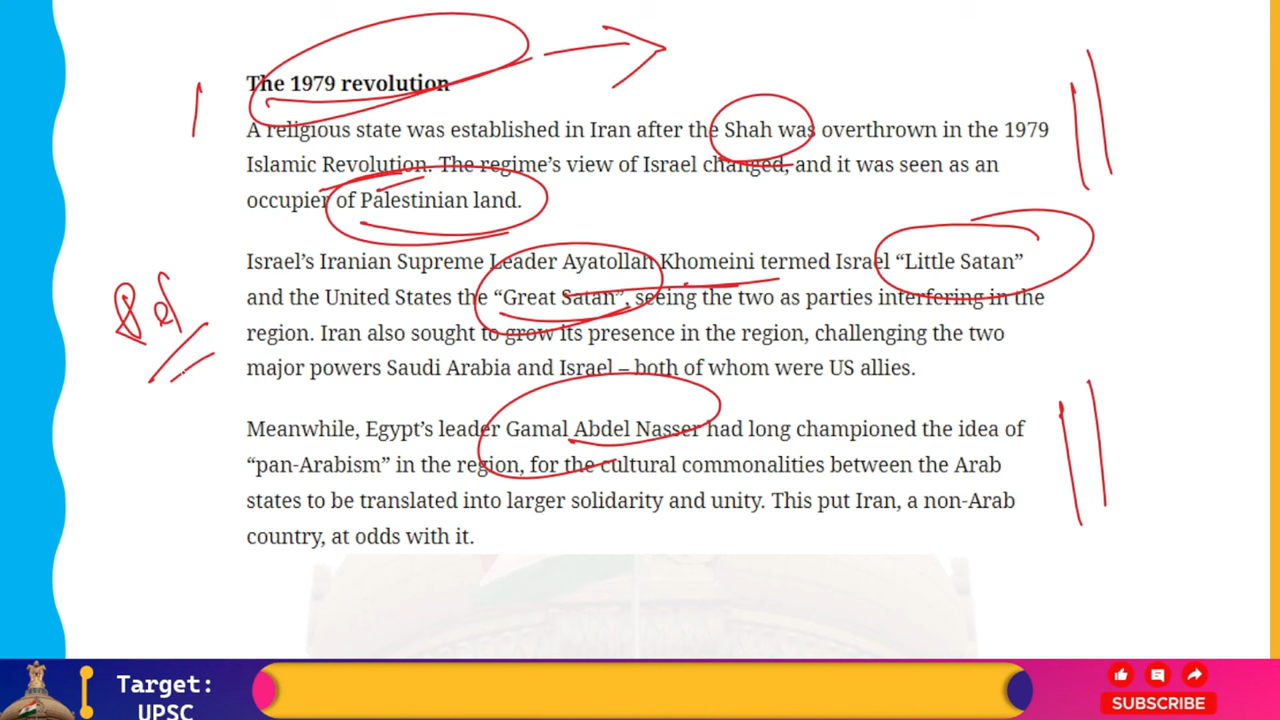 The 1979 revolution
A religious state was established in Iran after the Shah was overthrown in the 1979
Islamic Revolution. The regime’s view of Israel changed, and it was seen as an
occupier of Palestinian land.
Israel’s Iranian Supreme Leader Ayatollah Khomeini termed Israel “Little Satan”
and the United States the “Great Satan”, seeing the two as parties interfering in the
region. Iran also sought to grow its presence in the region, challenging the two
major powers Saudi Arabia and Israel – both of whom were US allies.
Meanwhile, Egypt’s leader Gamal Abdel Nasser had long championed the idea of
“pan-Arabism” in the region, for the cultural commonalities between the Arab
states to be translated into larger solidarity and unity. This put Iran, a non-Arab
country, at odds with it.
Target:
UPSC
SUBSCRIBE